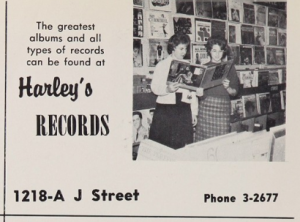 The greatest
albums and all
types of records
can be found at
Harley's
RECORDS
1218-A J Street
Phone 3-2677